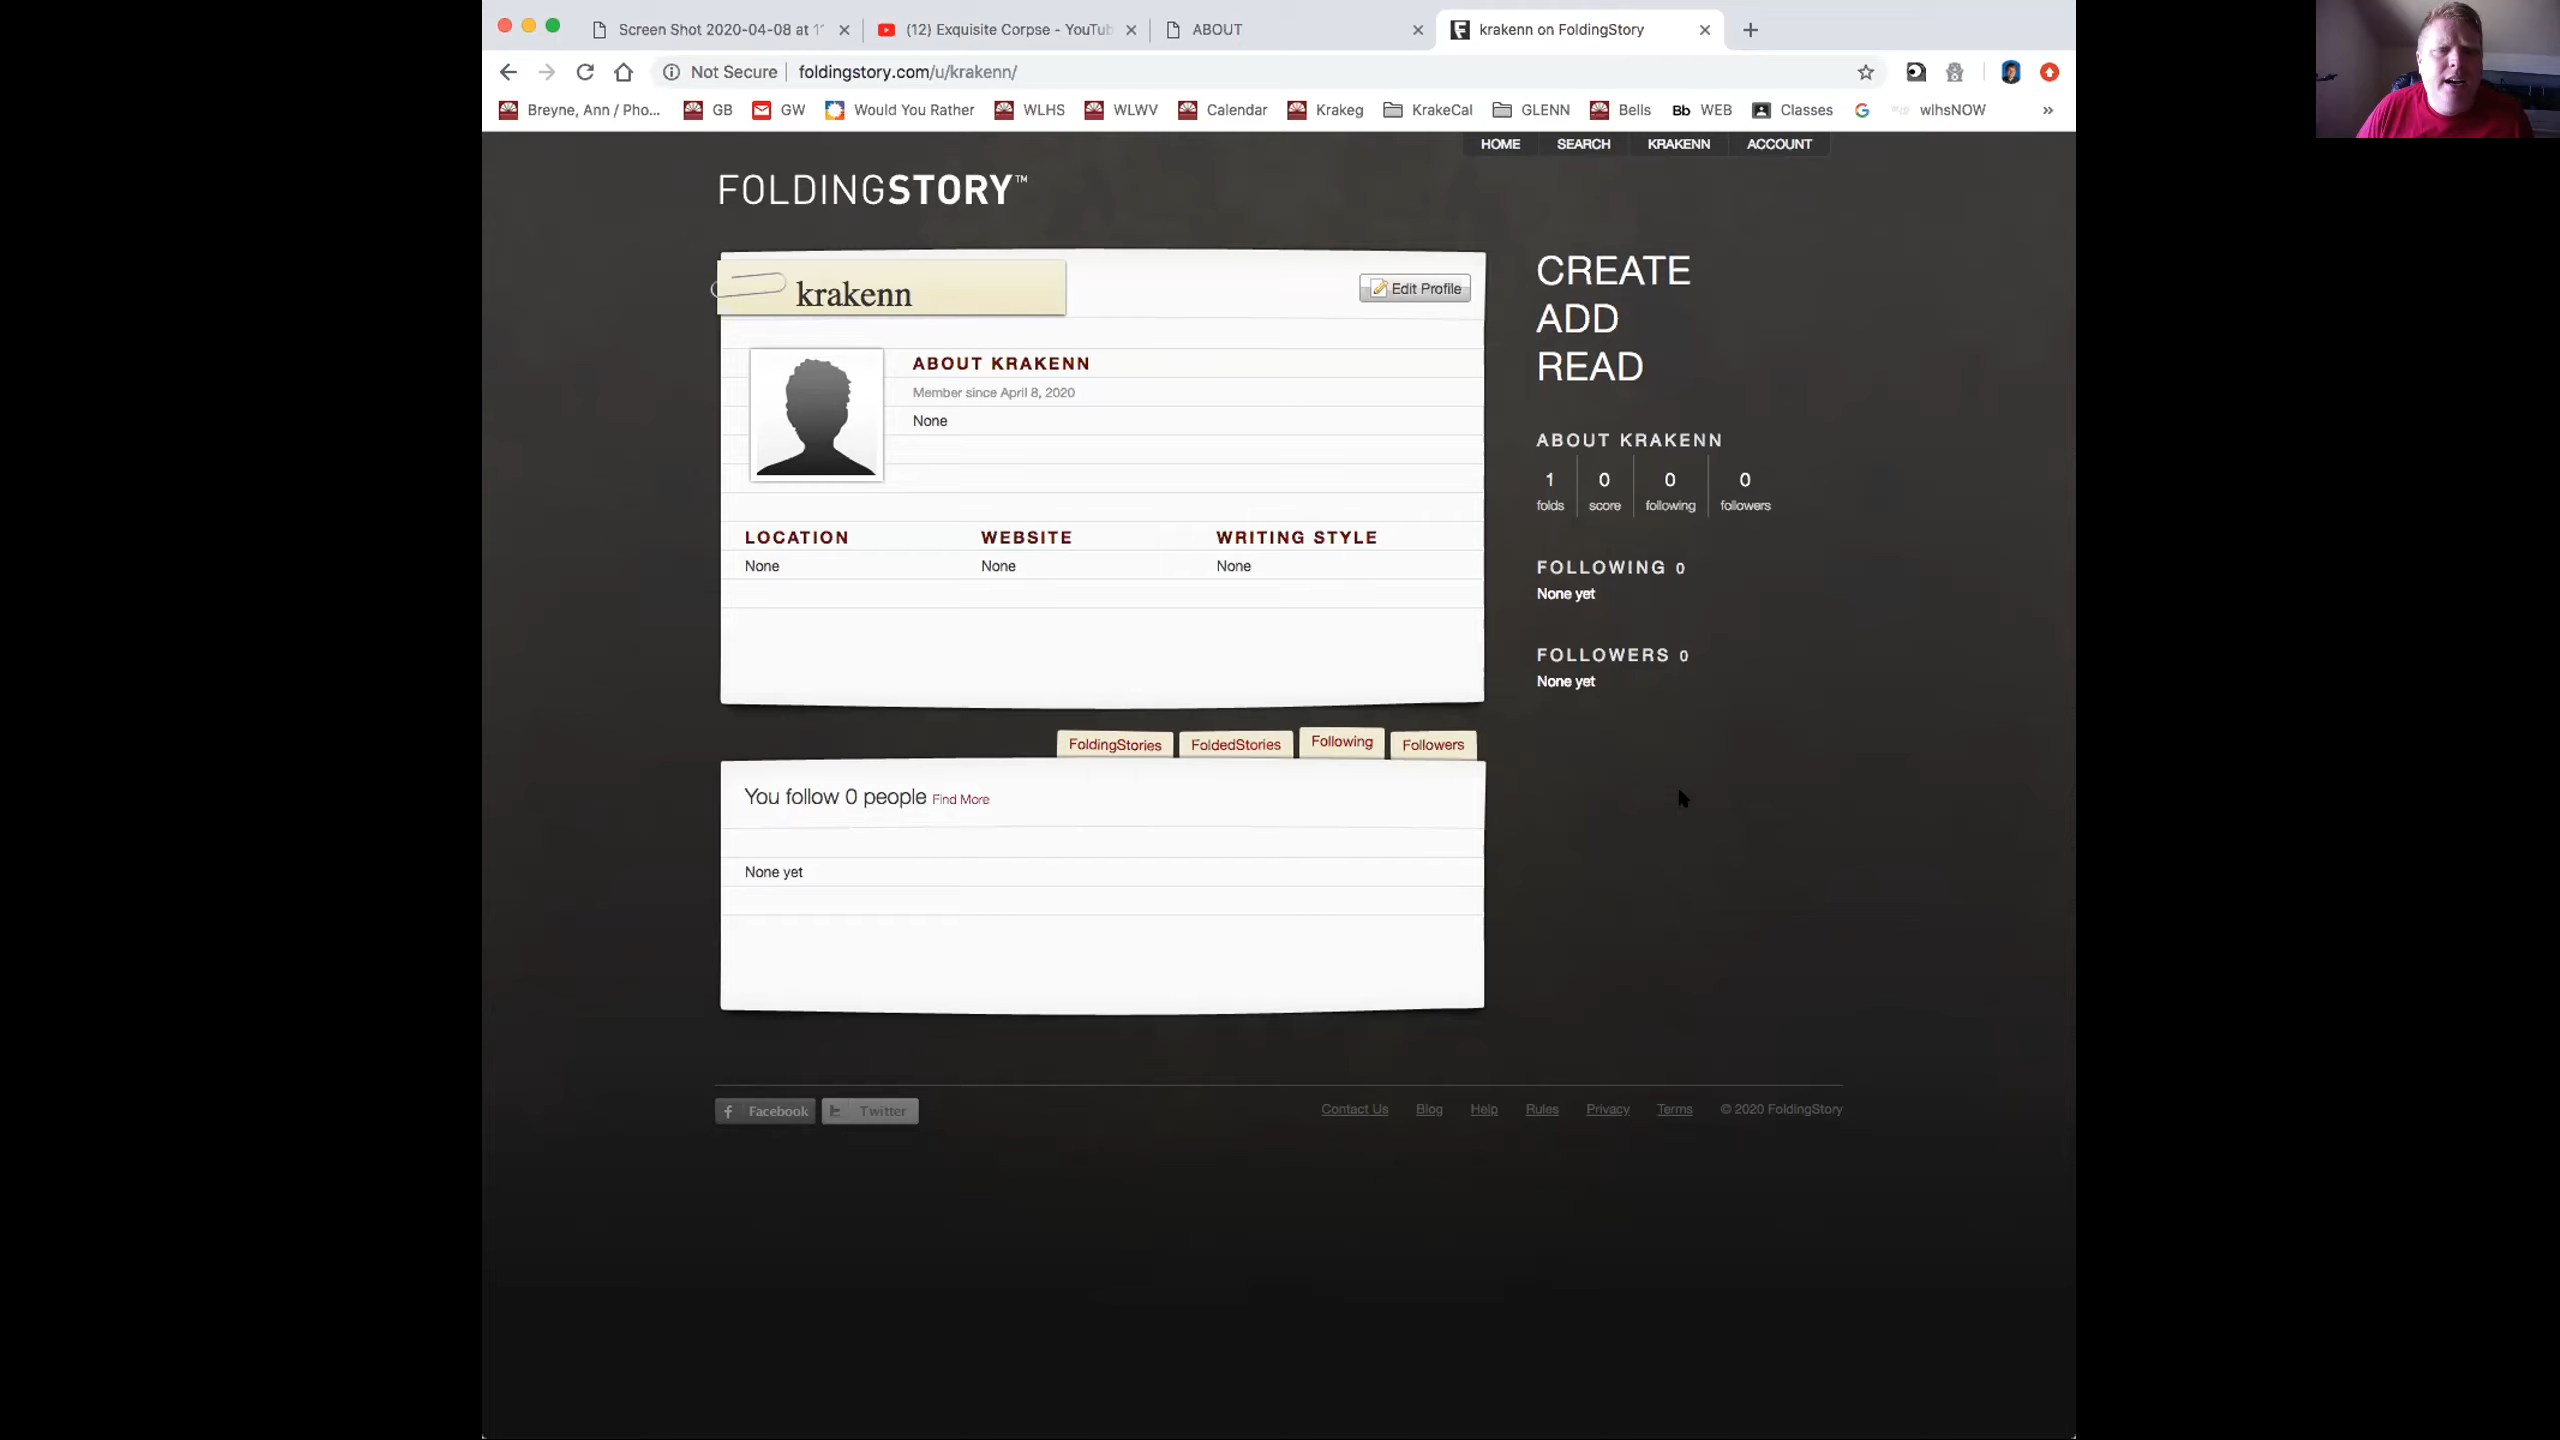 Screen Shot 2020-04-08 at 1
(12) Exquisite Corpse - YouTub
ABOUT
krakenn on FoldingStory
Not Secure
foldingstory.com/u/krakenn/
Breyne, Ann / Pho...
GB
GW
Would You Rather
WLHS
WLWV
Calendar
Krakeg
KrakeCal
GLENN
Bells
Bb WEB
Classes
wlhsNOW
»
HOME
SEARCH
KRAKENN
ACCOUNT
FOLDINGSTORY™
krakenn
Edit Profile
ABOUT KRAKENN
Member since April 8, 2020
None
LOCATION
None
WEBSITE
None
WRITING STYLE
None
CREATE
ADD
READ
ABOUT KRAKENN
1 folds
0 score
0 following
0 followers
FOLLOWING 0
None yet
FOLLOWERS 0
None yet
FoldingStories
FoldedStories
Following
Followers
You follow 0 people Find More
None yet
Facebook
Twitter
Contact Us
Blog
Help
Rules
Privacy
Terms
© 2020 FoldingStory